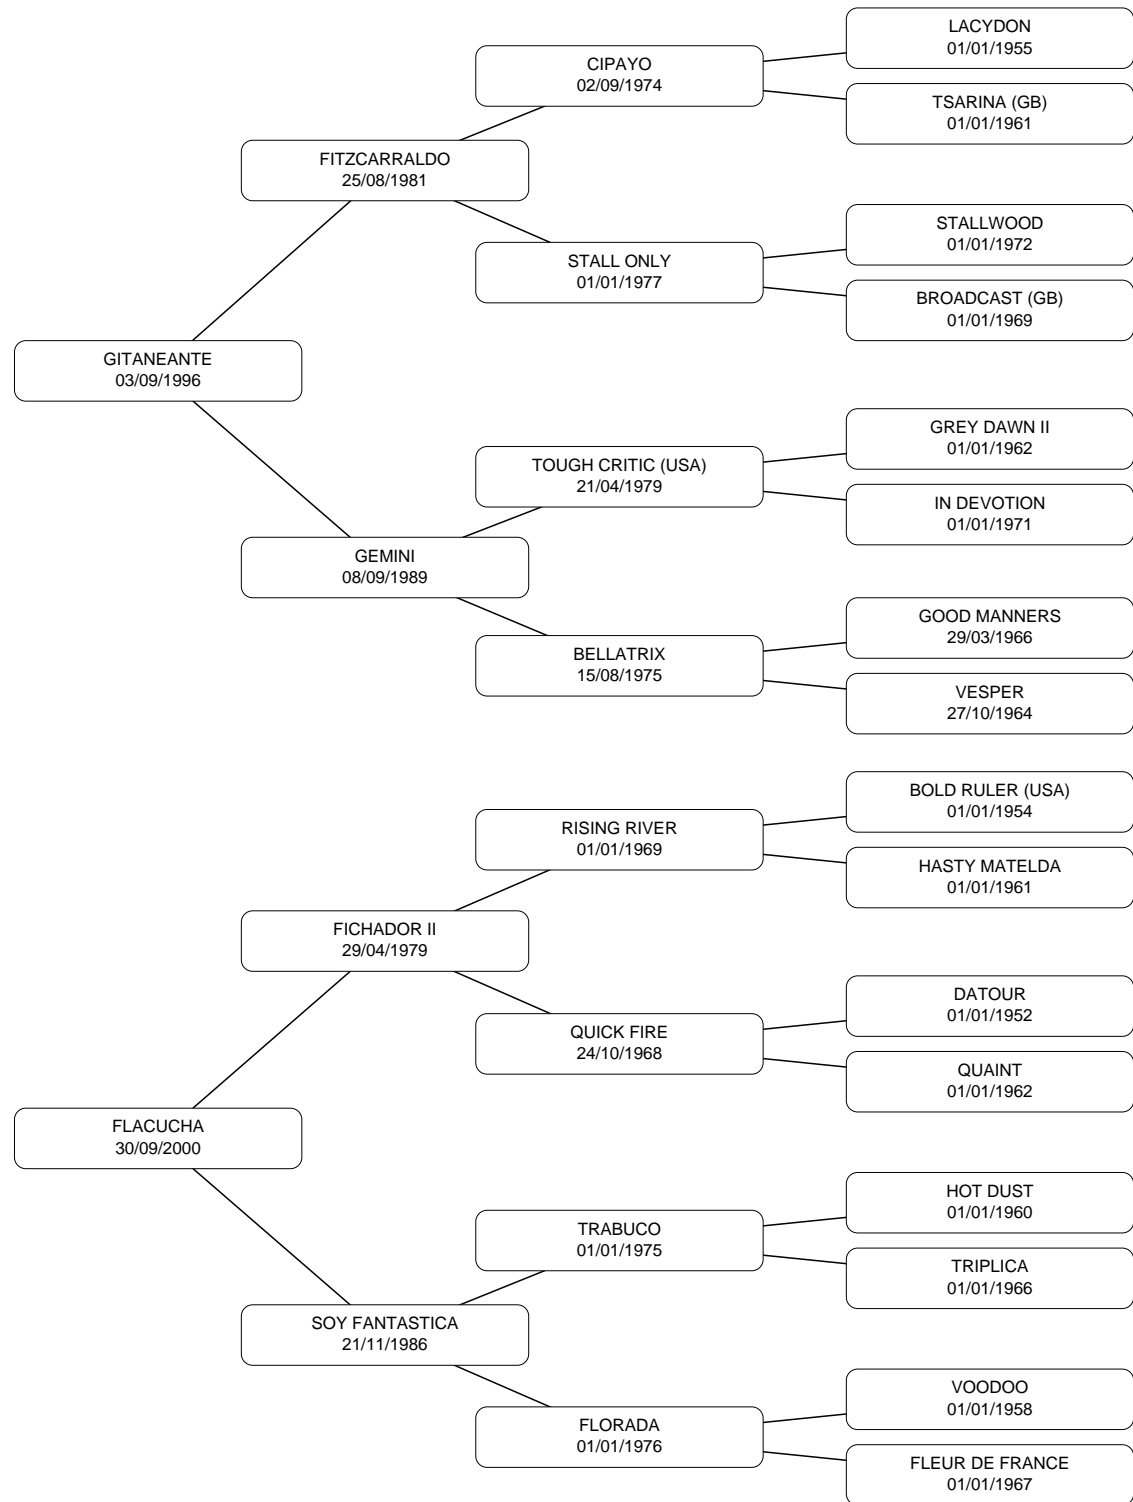 LACYDON
01/01/1955
CIPAYO
02/09/1974
TSARINA (GB)
01/01/1961
FITZCARRALDO
25/08/1981
STALLWOOD
01/01/1972
STALL ONLY
01/01/1977
BROADCAST (GB)
01/01/1969
GITANEANTE
03/09/1996
GREY DAWN II
01/01/1962
TOUGH CRITIC (USA)
21/04/1979
IN DEVOTION
01/01/1971
GEMINI
08/09/1989
GOOD MANNERS
29/03/1966
BELLATRIX
15/08/1975
VESPER
27/10/1964
BOLD RULER (USA)
01/01/1954
RISING RIVER
01/01/1969
HASTY MATELDA
01/01/1961
FICHADOR II
29/04/1979
DATOUR
01/01/1952
QUICK FIRE
24/10/1968
QUAINT
01/01/1962
FLACUCHA
30/09/2000
HOT DUST
01/01/1960
TRABUCO
01/01/1975
TRIPLICA
01/01/1966
SOY FANTASTICA
21/11/1986
VOODOO
01/01/1958
FLORADA
01/01/1976
FLEUR DE FRANCE
01/01/1967